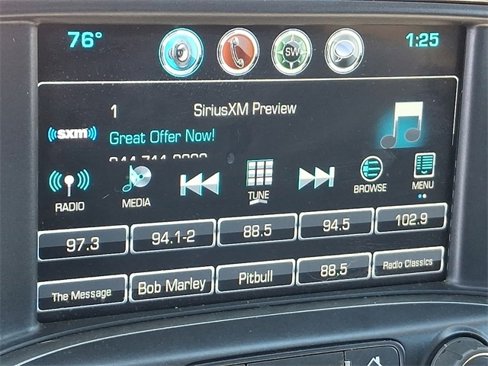 76°
SW
1:25
1
SiriusXM Preview
((sxm))
Great Offer Now!
RADIO
MEDIA
TUNE
BROWSE
MENU
97.3
94.1-2
88.5
94.5
102.9
The Message
Bob Marley
Pitbull
88.5
Radio Classics